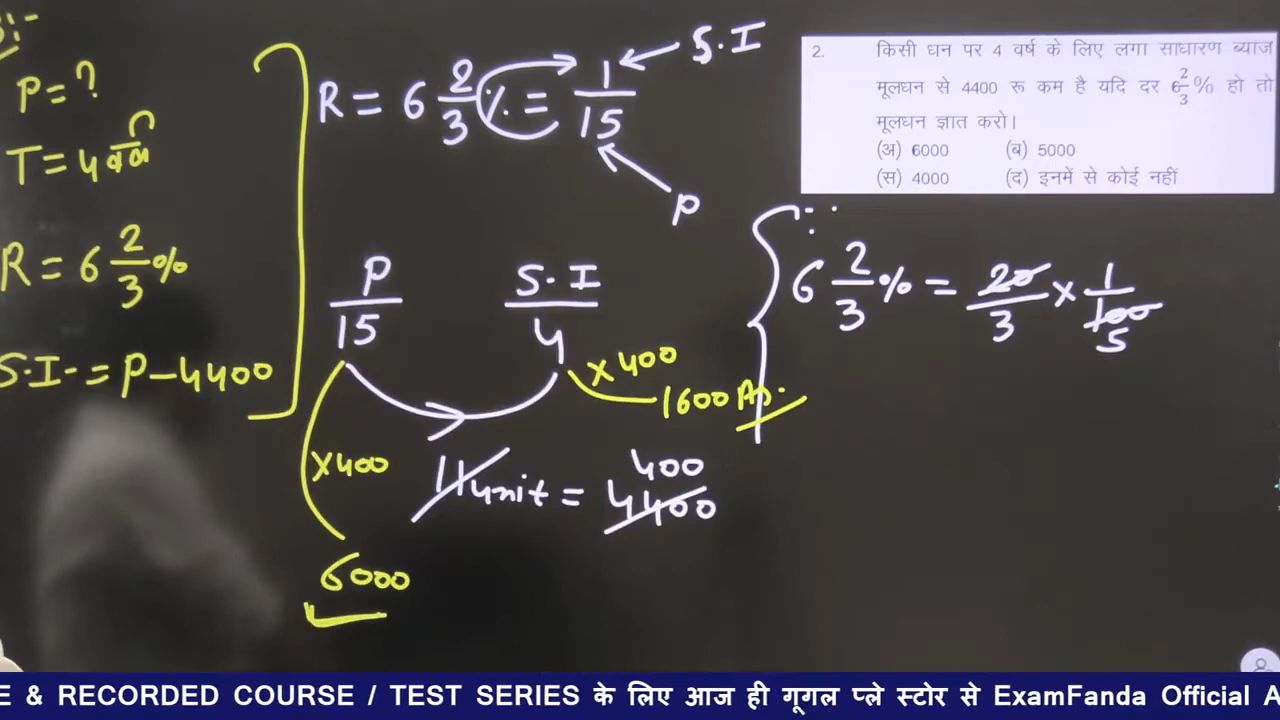 :-
P = ?
T = 4 वर्ष
R = 6 2/3 %
S.I. = P - 4400
R = 6 2/3 % = 1/15
S.I
P
P S.I
15 4
×400
1600 Rs.
×400
11 unit = 4400
400
6000
2. किसी धन पर 4 वर्ष के लिए लगा साधारण ब्याज
मूलधन से 4400 रू कम है यदि दर 6 2/3 % हो तो
मूलधन ज्ञात करो।
(अ) 6000 (ब) 5000
(स) 4000 (द) इनमें से कोई नहीं
∵
6 2/3 % = 20/3 × 1/100
5
E & RECORDED COURSE / TEST SERIES के लिए आज ही गूगल प्ले स्टोर से ExamFanda Official A